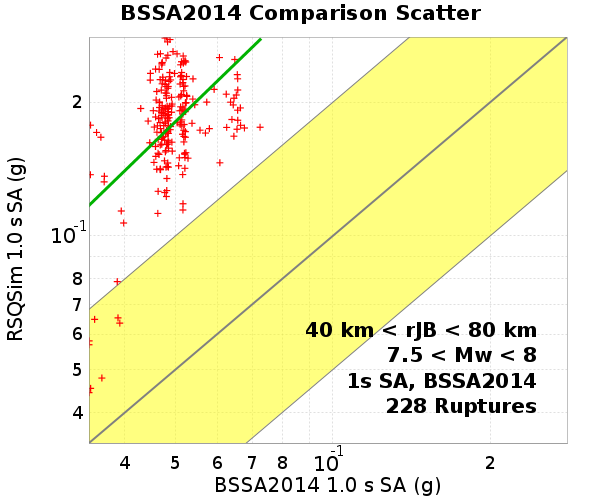 BSSA2014 Comparison Scatter
RSQSim 1.0 s SA (g)
2
10-1
8
7
6
5
4
40 km < rJB < 80 km
7.5 < Mw < 8
1s SA, BSSA2014
228 Ruptures
4 5 6 7 8 10-1 2
BSSA2014 1.0 s SA (g)